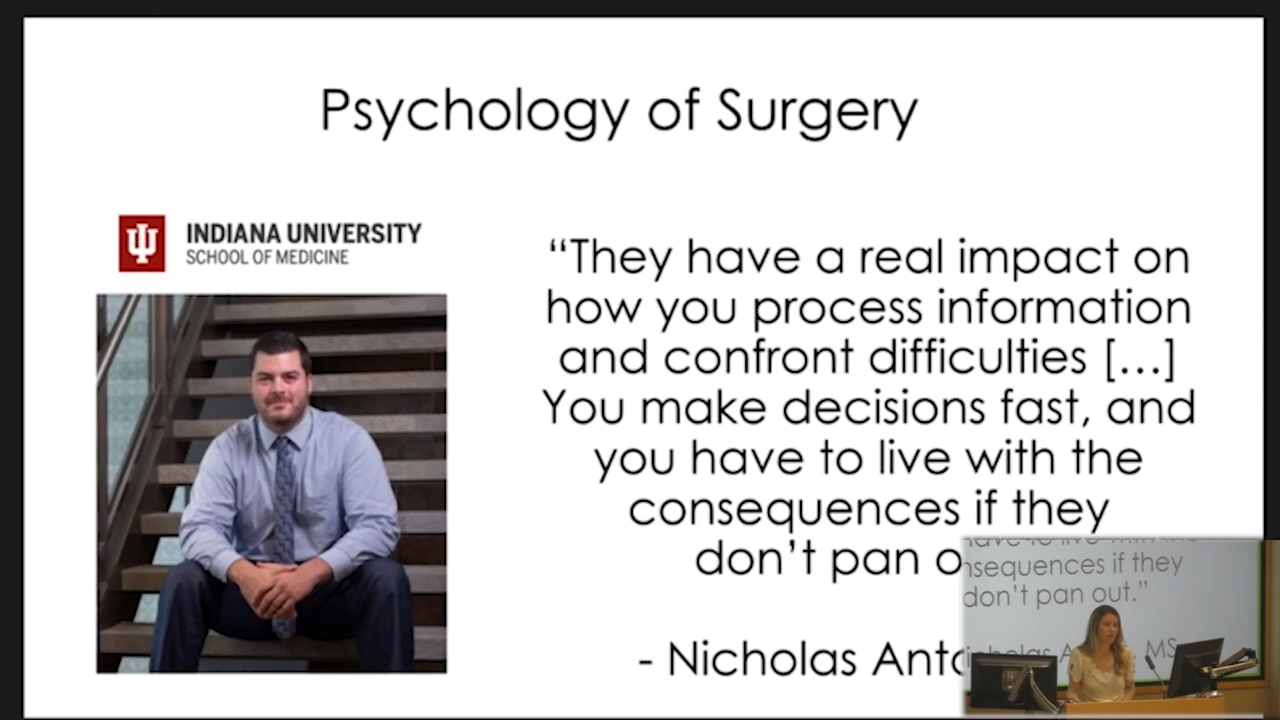 Psychology of Surgery
INDIANA UNIVERSITY
SCHOOL OF MEDICINE
“They have a real impact on
how you process information
and confront difficulties […]
You make decisions fast, and
you have to live with the
consequences if they
don’t pan
- Nicholas
consequences if they
don’t pan out.”
MS